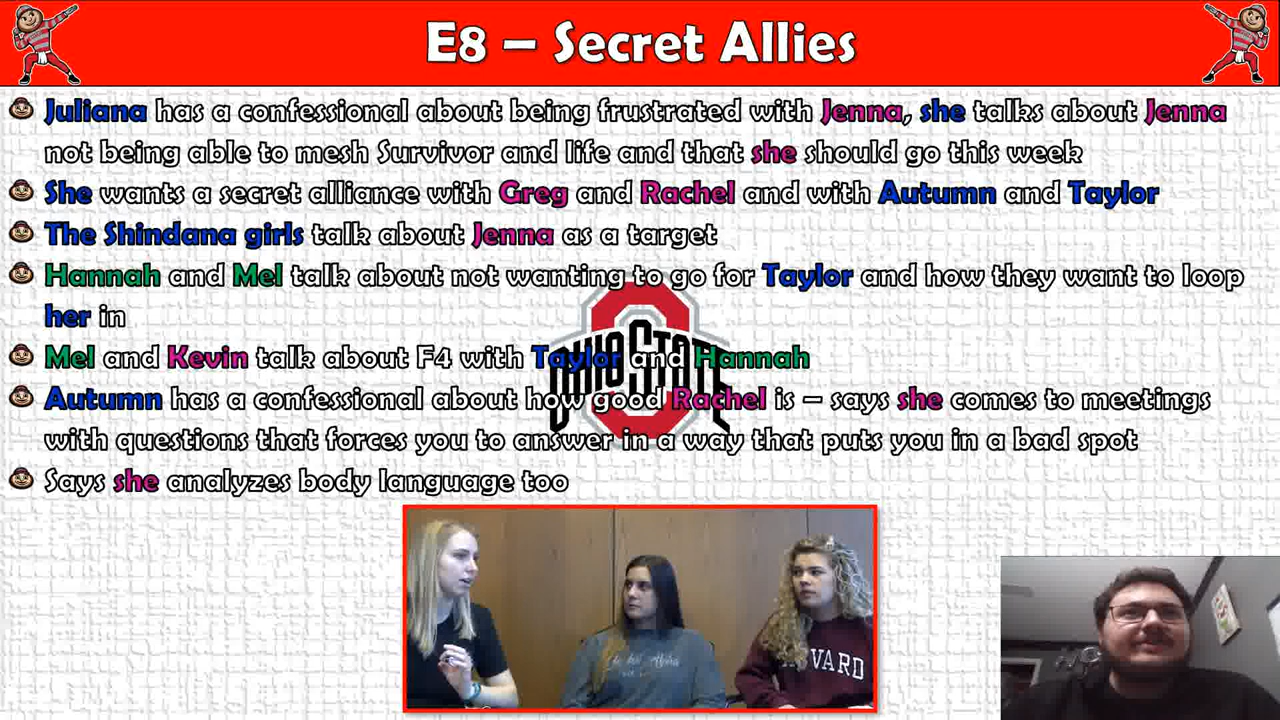 E8 – Secret Allies
Juliana has a confessional about being frustrated with Jenna, she talks about Jenna
not being able to mesh Survivor and life and that she should go this week
She wants a secret alliance with Greg and Rachel and with Autumn and Taylor
The Shindana girls talk about Jenna as a target
Hannah and Mel talk about not wanting to go for Taylor and how they want to loop
her in
Mel and Kevin talk about F4 with Taylor and Hannah
OHIO STATE
Autumn has a confessional about how good Rachel is – says she comes to meetings
with questions that forces you to answer in a way that puts you in a bad spot
Says she analyzes body language too
HARVARD